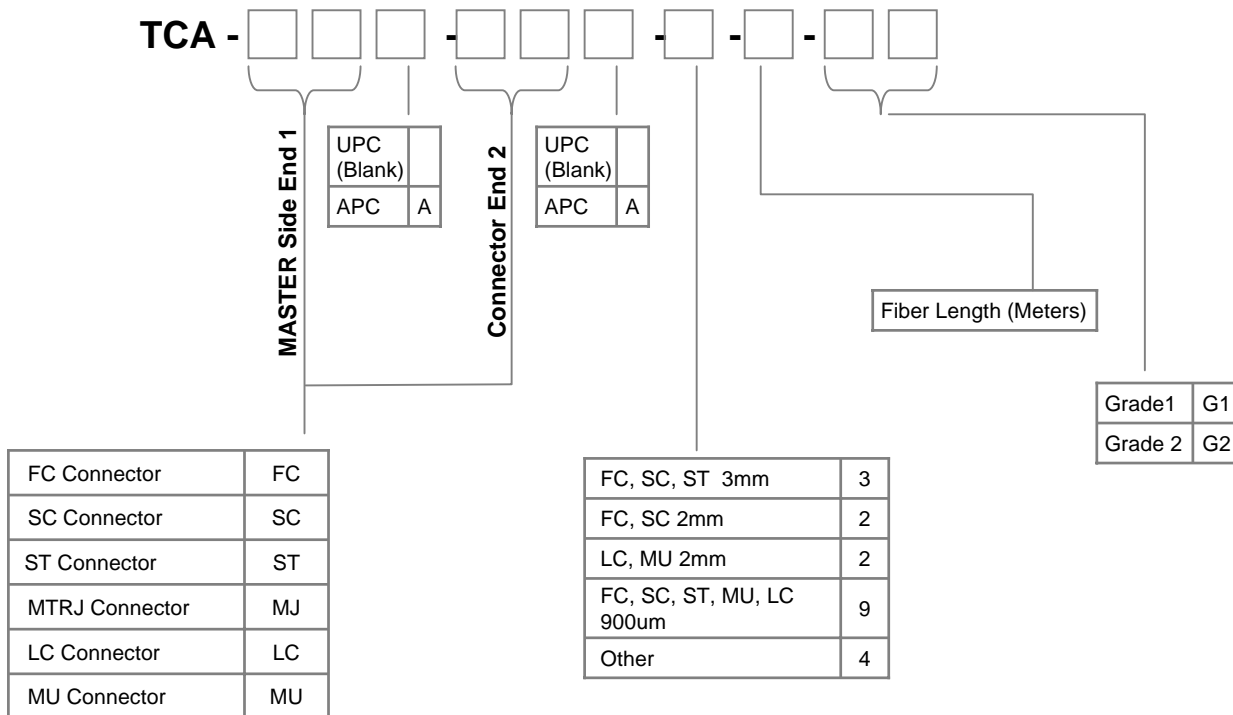 TCA - - - - -
UPC
(Blank)
APC A
UPC
(Blank)
APC A
MASTER Side End 1
Connector End 2
Fiber Length (Meters)
Grade1 G1
Grade 2 G2
FC Connector FC
SC Connector SC
ST Connector ST
MTRJ Connector MJ
LC Connector LC
MU Connector MU
FC, SC, ST 3mm 3
FC, SC 2mm 2
LC, MU 2mm 2
FC, SC, ST, MU, LC
900um 9
Other 4